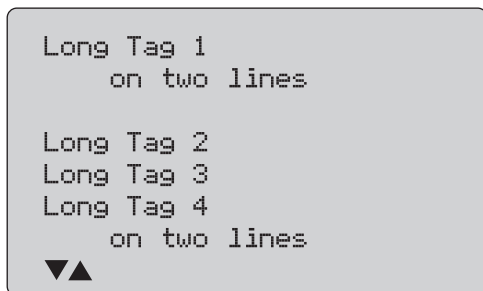 Long Tag 1
on two lines
Long Tag 2
Long Tag 3
Long Tag 4
on two lines
▼▲